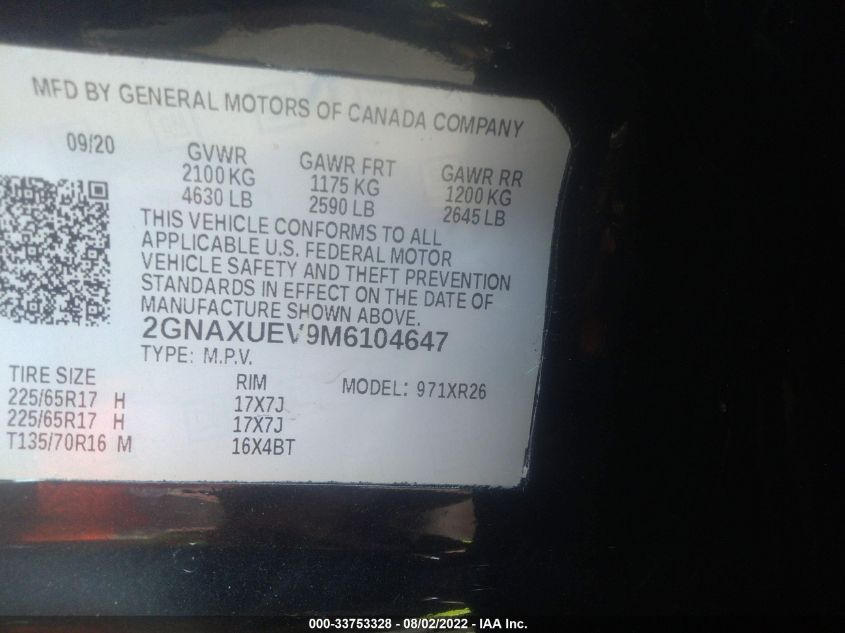 MFD BY GENERAL MOTORS OF CANADA COMPANY
09/20
GVWR GAWR FRT GAWR RR
2100 KG 1175 KG 1200 KG
4630 LB 2590 LB 2645 LB
THIS VEHICLE CONFORMS TO ALL
APPLICABLE U.S. FEDERAL MOTOR
VEHICLE SAFETY AND THEFT PREVENTION
STANDARDS IN EFFECT ON THE DATE OF
MANUFACTURE SHOWN ABOVE.
2GNAXUEV9M6104647
TYPE: M.P.V.
TIRE SIZE RIM MODEL: 971XR26
225/65R17 H 17X7J
225/65R17 H 17X7J
T135/70R16 M 16X4BT
000-33753328 - 08/02/2022 - IAA Inc.